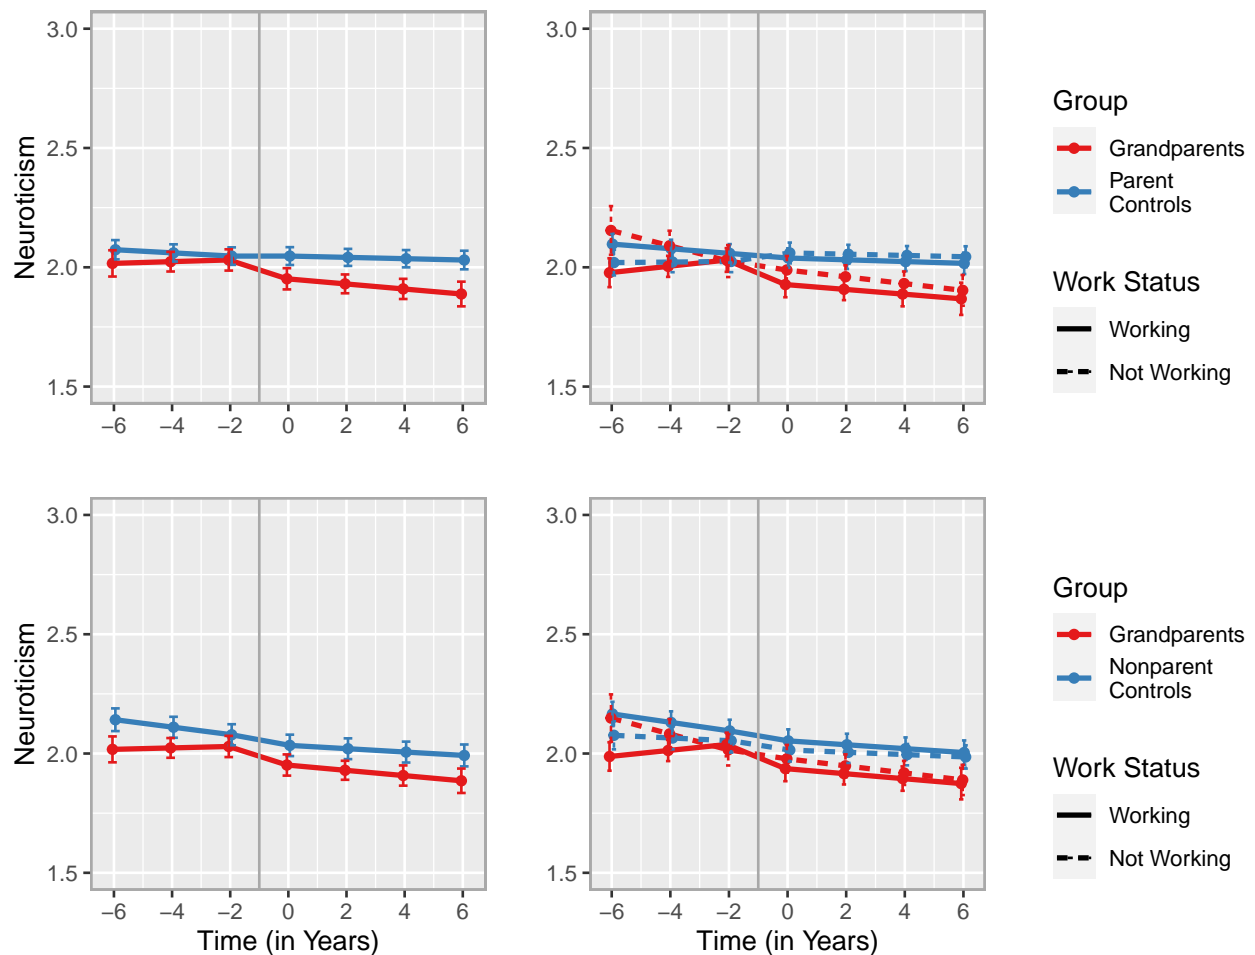 3.0
2.5
2.0
1.5
Neuroticism
−6 −4 −2 0 2 4 6
3.0
2.5
2.0
1.5
−6 −4 −2 0 2 4 6
Group
Grandparents
Parent
Controls
Work Status
Working
Not Working
3.0
2.5
2.0
1.5
Neuroticism
−6 −4 −2 0 2 4 6
Time (in Years)
3.0
2.5
2.0
1.5
−6 −4 −2 0 2 4 6
Time (in Years)
Group
Grandparents
Nonparent
Controls
Work Status
Working
Not Working